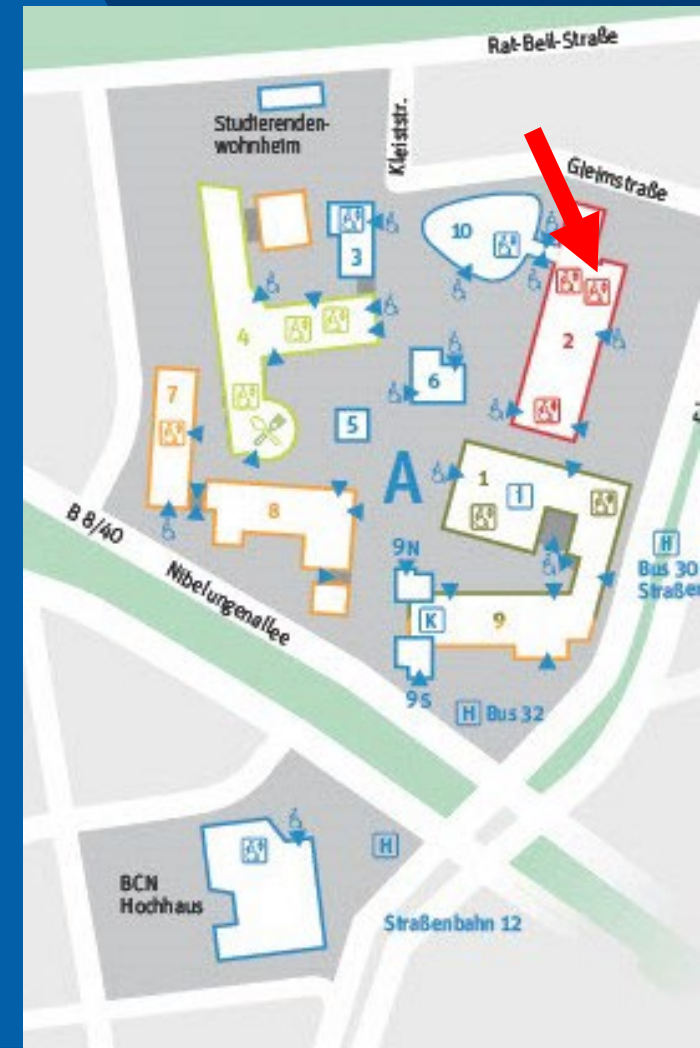 Rat-Beil-Straße
Studierenden-
wohnheim
Kleiststr.
Gleimstraße
10
3
4
2
6
7
5
A
1
i
8
B 8/40
9N
H
Bus 30
Straßen
Nibelungenallee
K
9
9S
H Bus 32
H
BCN
Hochhaus
Straßenbahn 12